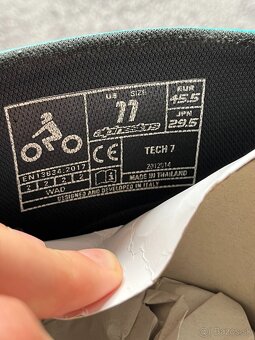 US SIZE
11
alpinestars
EUR
45.5
JPN
29.5
EN13634:2017
2 2 2 2
WAD
CE
TECH 7
2012014
MADE IN THAILAND
DESIGNED AND DEVELOPED IN ITALY